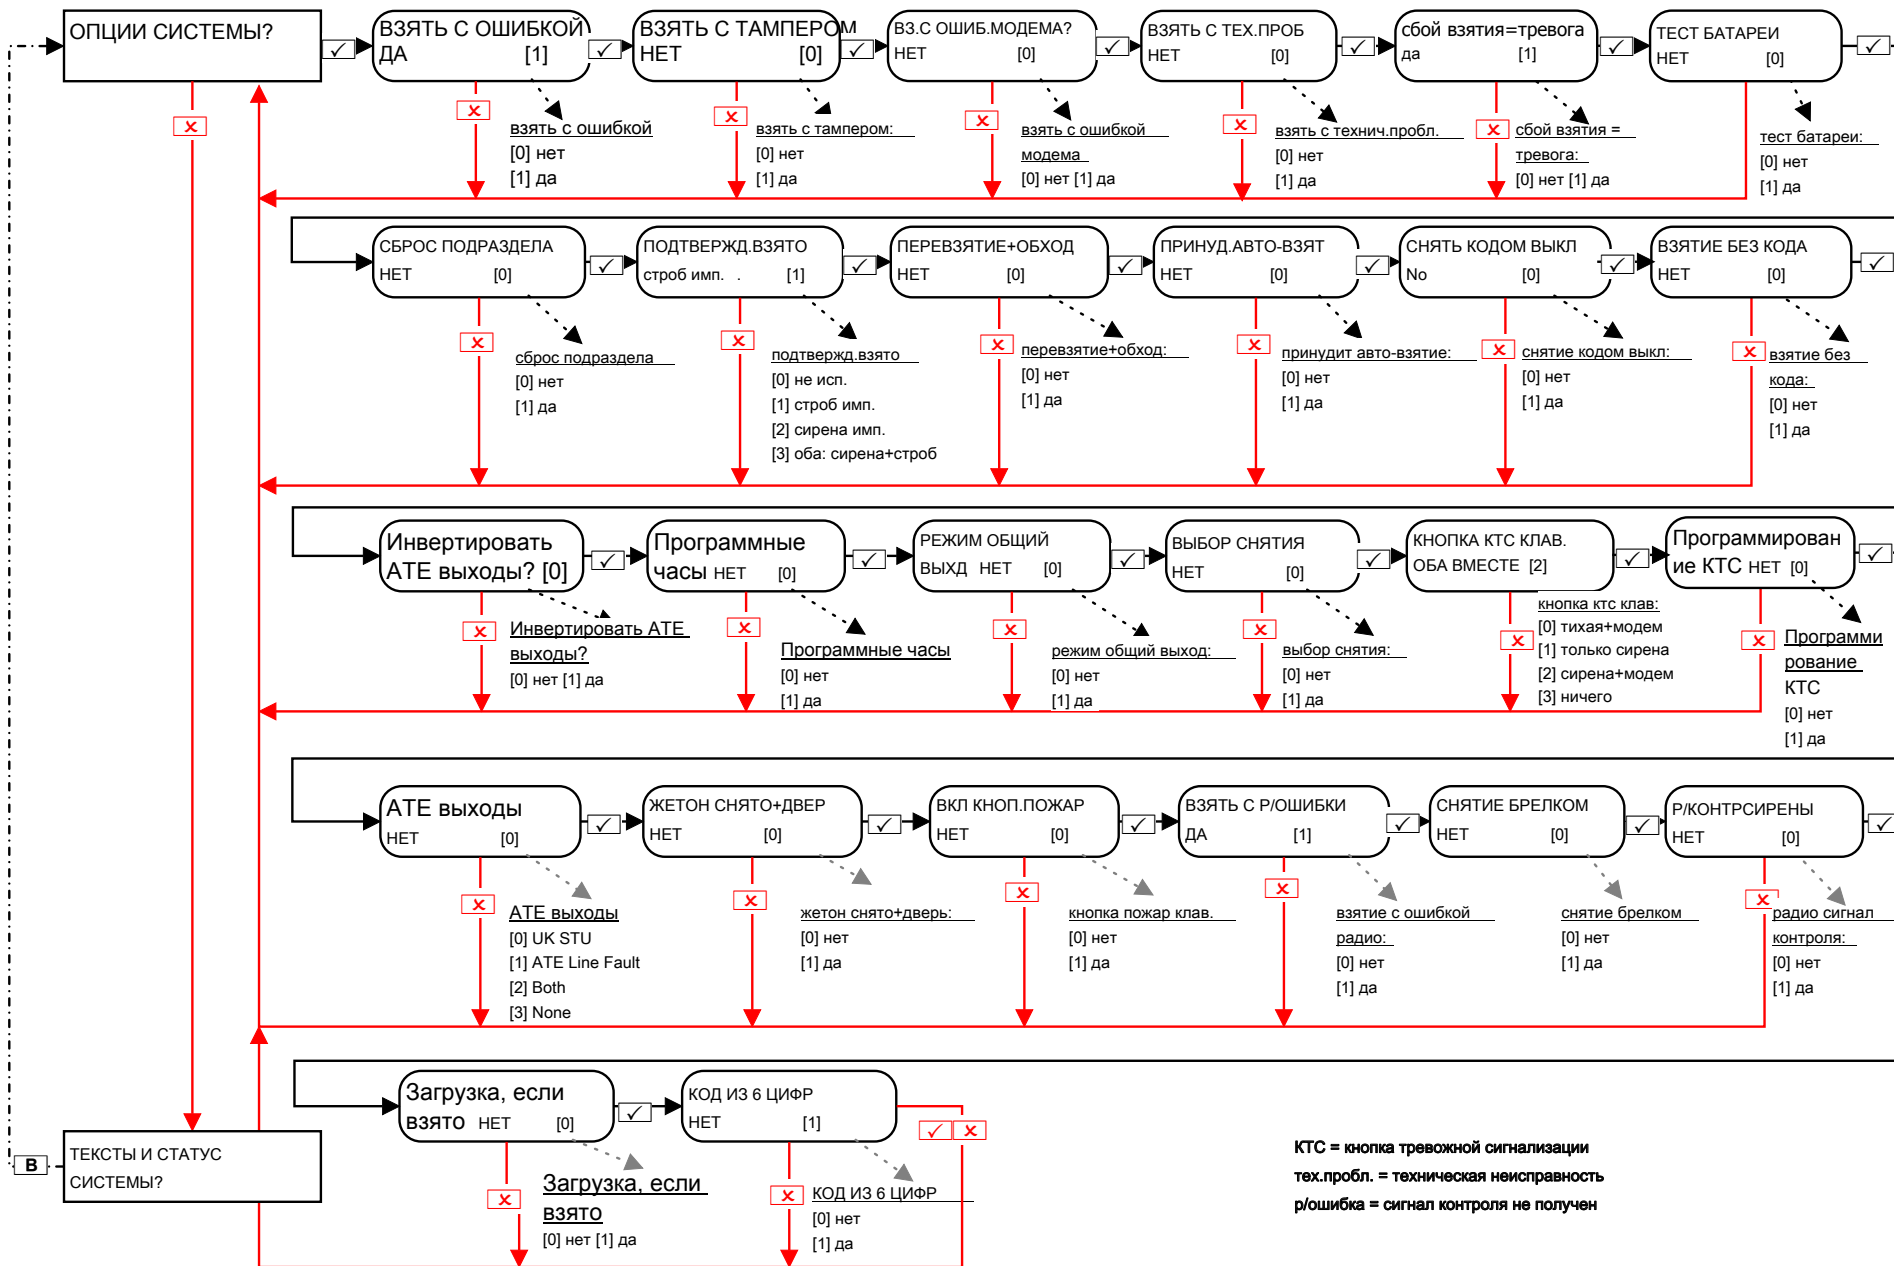 ОПЦИИ СИСТЕМЫ?
ВЗЯТЬ С ОШИБКОЙ
ДА [1]
ВЗЯТЬ С ТАМПЕРОМ
НЕТ [0]
ВЗ.С ОШИБ.МОДЕМА?
НЕТ [0]
ВЗЯТЬ С ТЕХ.ПРОБ
НЕТ [0]
сбой взятия=тревога
да [1]
ТЕСТ БАТАРЕИ
НЕТ [0]
взять с ошибкой
[0] нет
[1] да
взять с тампером:
[0] нет
[1] да
взять с ошибкой
модема
[0] нет [1] да
взять с технич.пробл.
[0] нет
[1] да
сбой взятия =
тревога:
[0] нет [1] да
тест батареи:
[0] нет
[1] да
СБРОС ПОДРАЗДЕЛА
НЕТ [0]
ПОДТВЕРЖД.ВЗЯТО
строб имп. . [1]
ПЕРЕВЗЯТИЕ+ОБХОД
НЕТ [0]
ПРИНУД.АВТО-ВЗЯТ
НЕТ [0]
СНЯТЬ КОДОМ ВЫКЛ
No [0]
ВЗЯТИЕ БЕЗ КОДА
НЕТ [0]
сброс подраздела
[0] нет
[1] да
подтвержд.взято
[0] не исп.
[1] строб имп.
[2] сирена имп.
[3] оба: сирена+строб
перевзятие+обход:
[0] нет
[1] да
принудит авто-взятие:
[0] нет
[1] да
снятие кодом выкл:
[0] нет
[1] да
взятие без
кода:
[0] нет
[1] да
Инвертировать
АТЕ выходы? [0]
Программные
часы НЕТ [0]
РЕЖИМ ОБЩИЙ
ВЫХД НЕТ [0]
ВЫБОР СНЯТИЯ
НЕТ [0]
КНОПКА КТС КЛАВ.
ОБА ВМЕСТЕ [2]
Программирован
ие КТС НЕТ [0]
Инвертировать АТЕ
выходы?
[0] нет [1] да
Программные часы
[0] нет
[1] да
режим общий выход:
[0] нет
[1] да
выбор снятия:
[0] нет
[1] да
кнопка ктс клав:
[0] тихая+модем
[1] только сирена
[2] сирена+модем
[3] ничего
Программи
рование
КТС
[0] нет
[1] да
АТЕ выходы
НЕТ [0]
ЖЕТОН СНЯТО+ДВЕР
НЕТ [0]
ВКЛ КНОП.ПОЖАР
НЕТ [0]
ВЗЯТЬ С Р/ОШИБКИ
ДА [1]
СНЯТИЕ БРЕЛКОМ
НЕТ [0]
Р/КОНТРСИРЕНЫ
НЕТ [0]
АТЕ выходы
[0] UK STU
[1] ATE Line Fault
[2] Both
[3] None
жетон снято+дверь:
[0] нет
[1] да
кнопка пожар клав.
[0] нет
[1] да
взятие с ошибкой
радио:
[0] нет
[1] да
снятие брелком
[0] нет
[1] да
радио сигнал
контроля:
[0] нет
[1] да
Загрузка, если
взято НЕТ [0]
КОД ИЗ 6 ЦИФР
НЕТ [1]
B
ТЕКСТЫ И СТАТУС
СИСТЕМЫ?
Загрузка, если
взято
[0] нет [1] да
КОД ИЗ 6 ЦИФР
[0] нет
[1] да
КТС = кнопка тревожной сигнализации
тех.пробл. = техническая неисправность
р/ошибка = сигнал контроля не получен